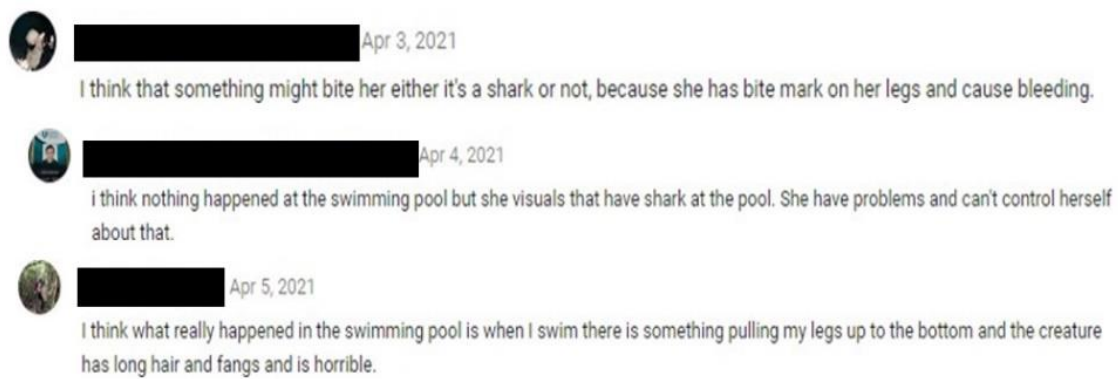 Apr 3, 2021
I think that something might bite her either it's a shark or not, because she has bite mark on her legs and cause bleeding.
Apr 4, 2021
i think nothing happened at the swimming pool but she visuals that have shark at the pool. She have problems and can't control herself
about that.
Apr 5, 2021
I think what really happened in the swimming pool is when I swim there is something pulling my legs up to the bottom and the creature
has long hair and fangs and is horrible.